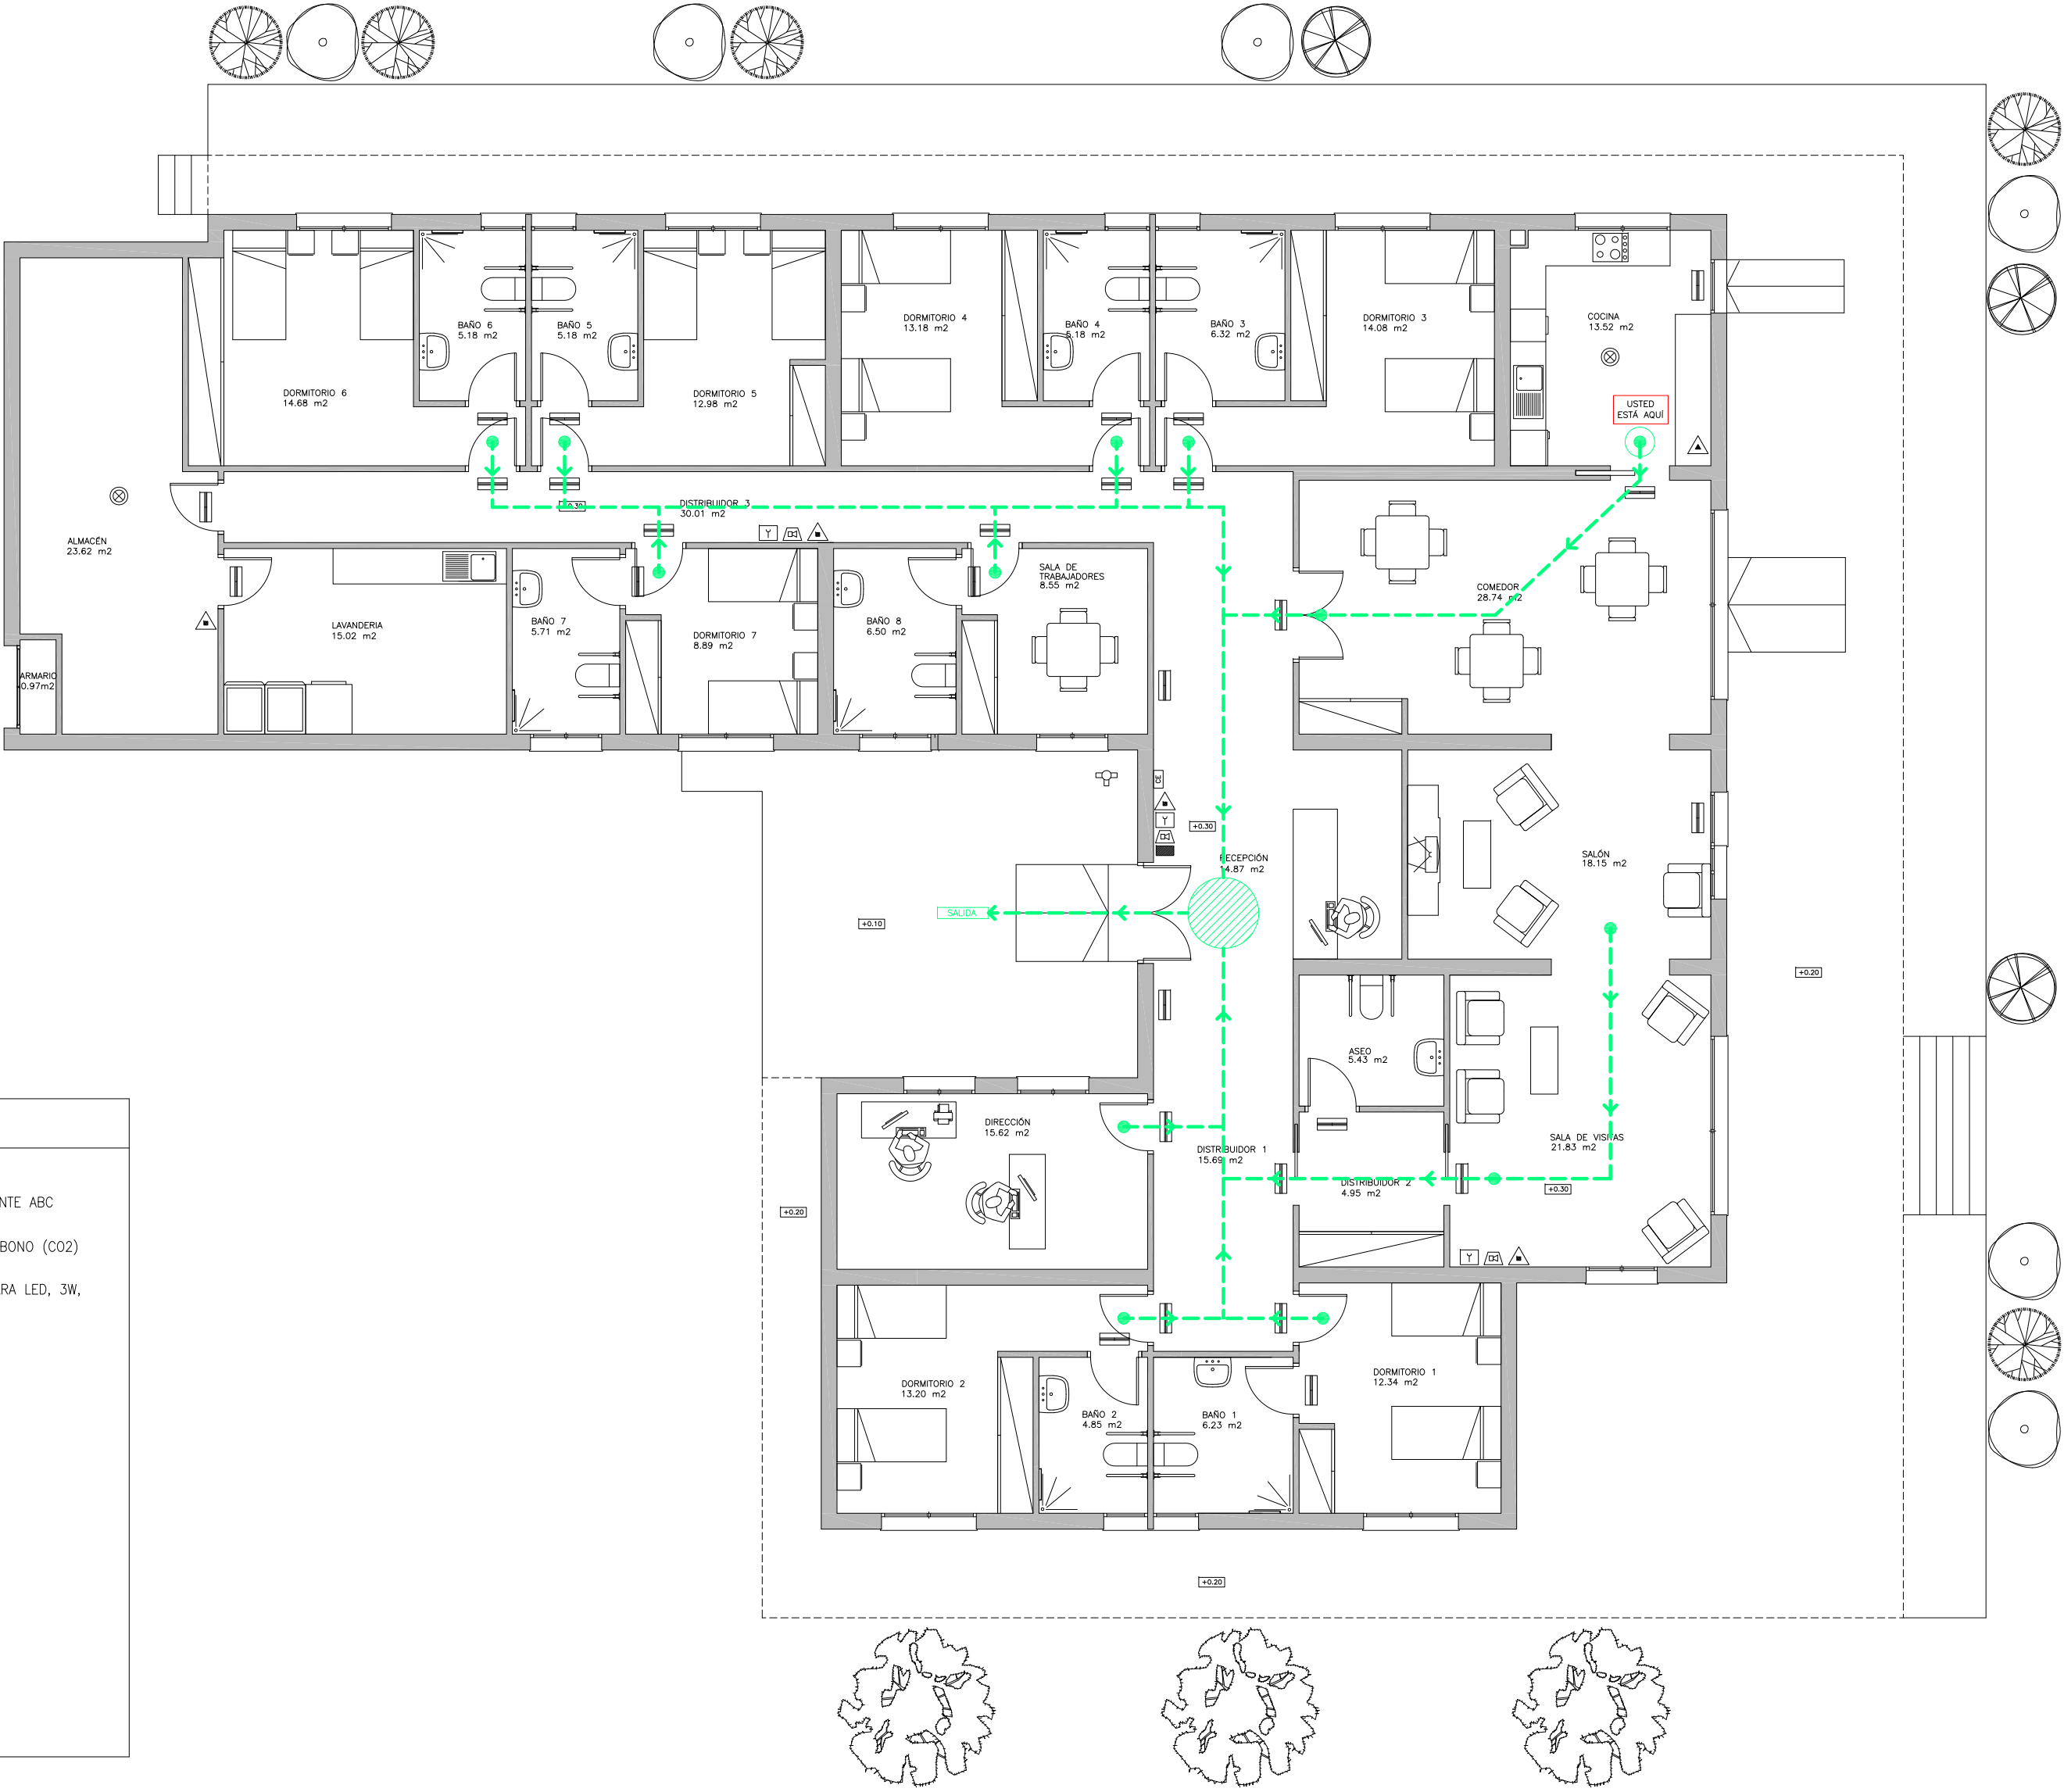 DORMITORIO 6
14.68 m2
BAÑO 6
5.18 m2
BAÑO 5
5.18 m2
DORMITORIO 5
12.98 m2
DORMITORIO 4
13.18 m2
BAÑO 4
5.18 m2
BAÑO 3
6.32 m2
DORMITORIO 3
14.08 m2
COCINA
13.52 m2
USTED
ESTÁ AQUÍ
ALMACÉN
23.62 m2
+0.30
DISTRIBUIDOR 3
30.01 m2
ARMARIO
0.97m2
LAVANDERIA
15.02 m2
BAÑO 7
5.71 m2
DORMITORIO 7
8.89 m2
BAÑO 8
6.50 m2
SALA DE
TRABAJADORES
8.55 m2
COMEDOR
28.74 m2
CE
+0.30
RECEPCIÓN
14.87 m2
SALÓN
18.15 m2
SALIDA
+0.10
+0.20
ASEO
5.43 m2
DIRECCIÓN
15.62 m2
DISTRIBUIDOR 1
15.69 m2
DISTRIBUIDOR 2
4.95 m2
SALA DE VISITAS
21.83 m2
+0.30
+0.20
NTE ABC
BONO (CO2)
RA LED, 3W,
DORMITORIO 2
13.20 m2
BAÑO 2
4.85 m2
BAÑO 1
6.23 m2
DORMITORIO 1
12.34 m2
+0.20